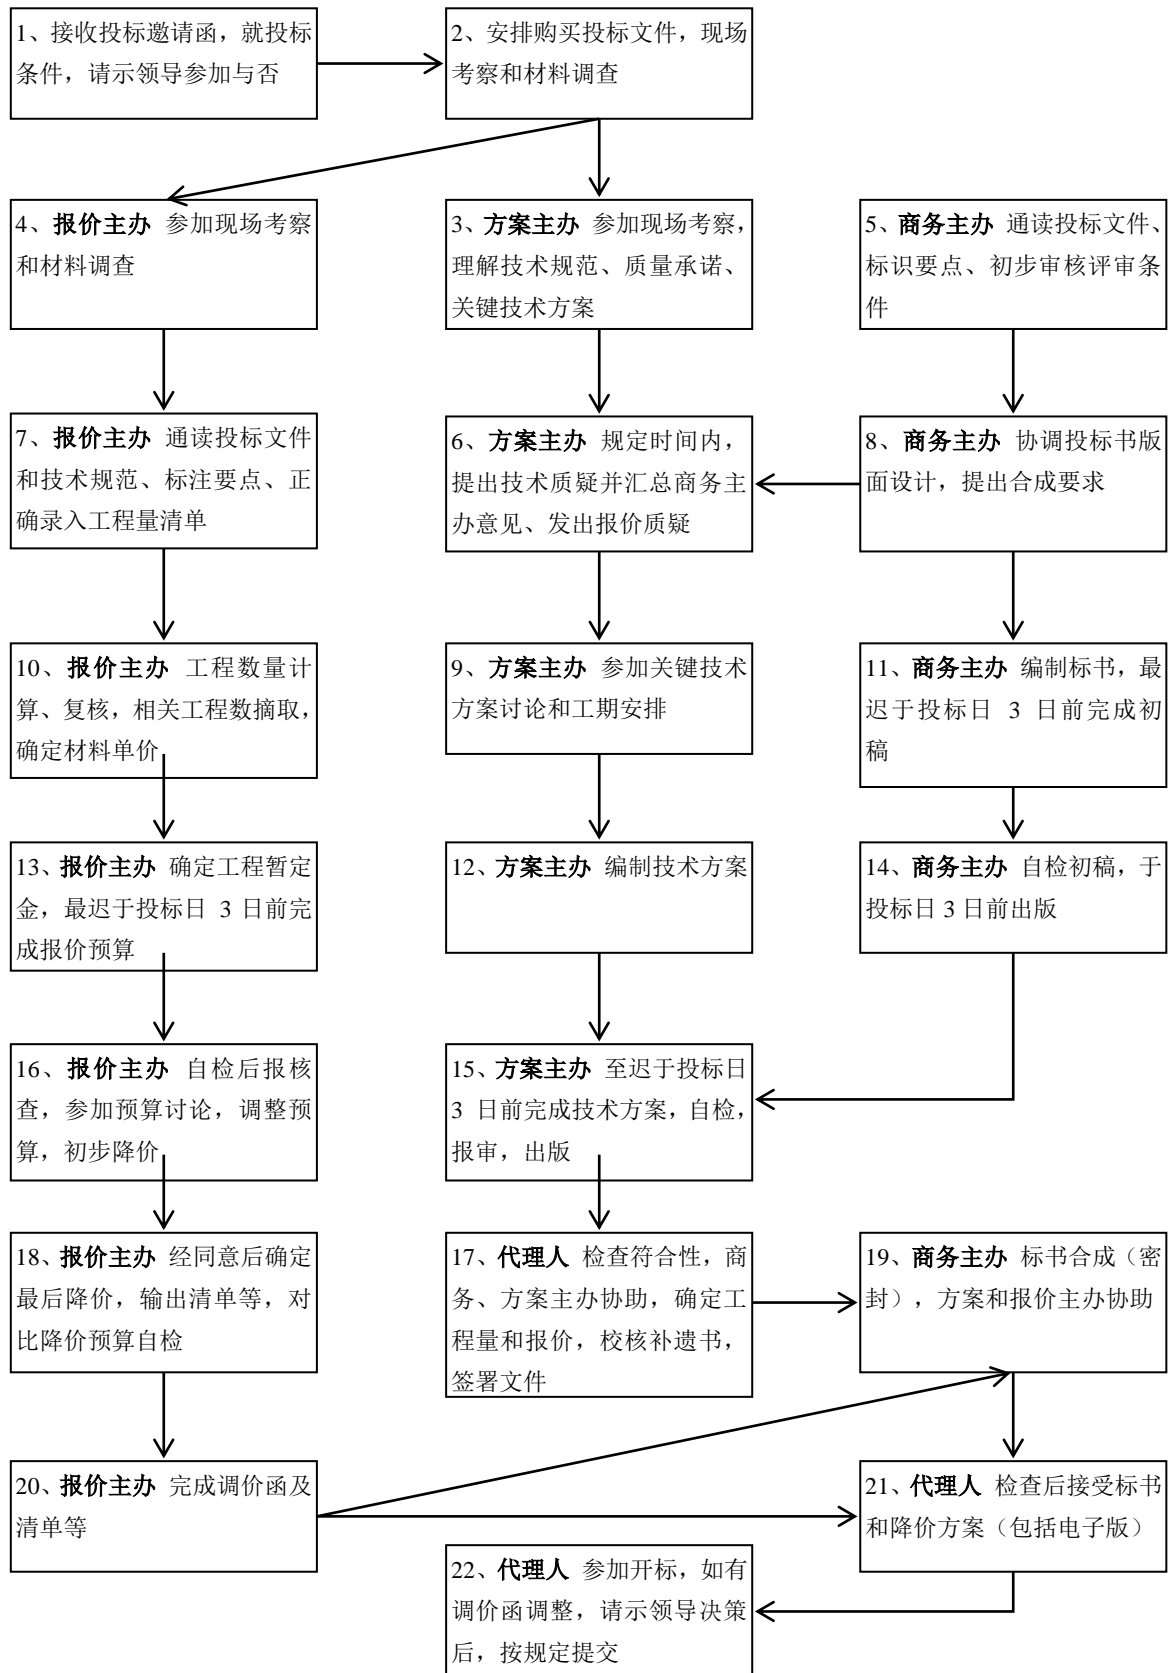 1、接收投标邀请函，就投标
条件，请示领导参加与否
2、安排购买投标文件，现场
考察和材料调查
4、报价主办 参加现场考察
和材料调查
3、方案主办 参加现场考察，
理解技术规范、质量承诺、
关键技术方案
5、商务主办 通读投标文件、
标识要点、初步审核评审条
件
7、报价主办 通读投标文件
和技术规范、标注要点、正
确录入工程量清单
6、方案主办 规定时间内，
提出技术质疑并汇总商务主
办意见、发出报价质疑
8、商务主办 协调投标书版
面设计，提出合成要求
10、报价主办 工程数量计
算、复核，相关工程数摘取，
确定材料单价
9、方案主办 参加关键技术
方案讨论和工期安排
11、商务主办 编制标书，最
迟于投标日 3 日前完成初
稿
13、报价主办 确定工程暂定
金，最迟于投标日 3 日前完
成报价预算
12、方案主办 编制技术方案
14、商务主办 自检初稿，于
投标日 3 日前出版
16、报价主办 自检后报核
查，参加预算讨论，调整预
算，初步降价
15、方案主办 至迟于投标日
3 日前完成技术方案，自检，
报审，出版
18、报价主办 经同意后确定
最后降价，输出清单等，对
比降价预算自检
17、代理人 检查符合性，商
务、方案主办协助，确定工
程量和报价，校核补遗书，
签署文件
19、商务主办 标书合成（密
封），方案和报价主办协助
20、报价主办 完成调价函及
清单等
21、代理人 检查后接受标书
和降价方案（包括电子版）
22、代理人 参加开标，如有
调价函调整，请示领导决策
后，按规定提交